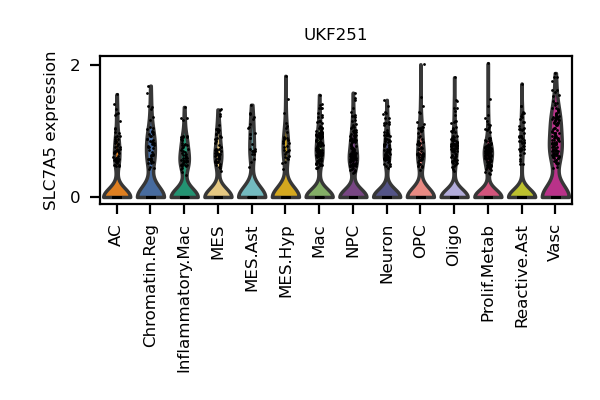 UKF251
SLC7A5 expression
2
0
AC
Chromatin.Reg
Inflammatory.Mac
MES
MES.Ast
MES.Hyp
Mac
NPC
Neuron
OPC
Oligo
Prolif.Metab
Reactive.Ast
Vasc